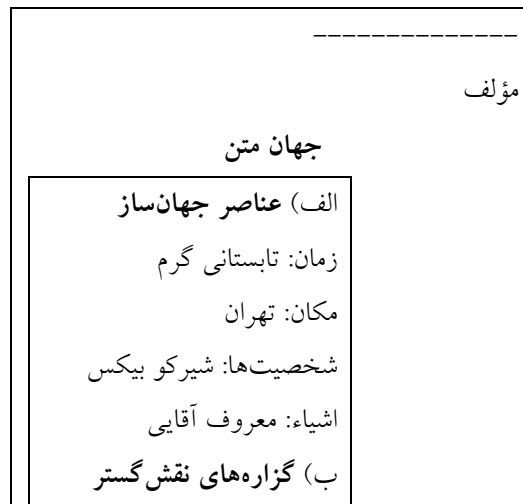 --------------
مؤلف
جهان متن
الف) عناصر جهان‌ساز
زمان: تابستانی گرم
مکان: تهران
شخصیت‌ها: شیرکو بیکس
اشیاء: معروف آقایی
ب) گزاره‌های نقش‌گستر